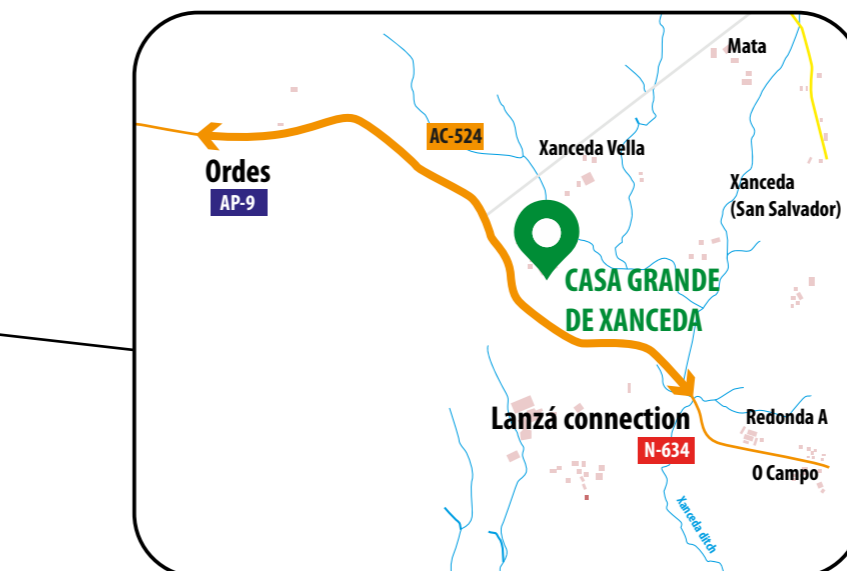 Mata
AC-524
Xanceda Vella
Ordes
AP-9
Xanceda
(San Salvador)
CASA GRANDE
DE XANCEDA
Lanzá connection
N-634
Redonda A
O Campo
Xanceda ditch